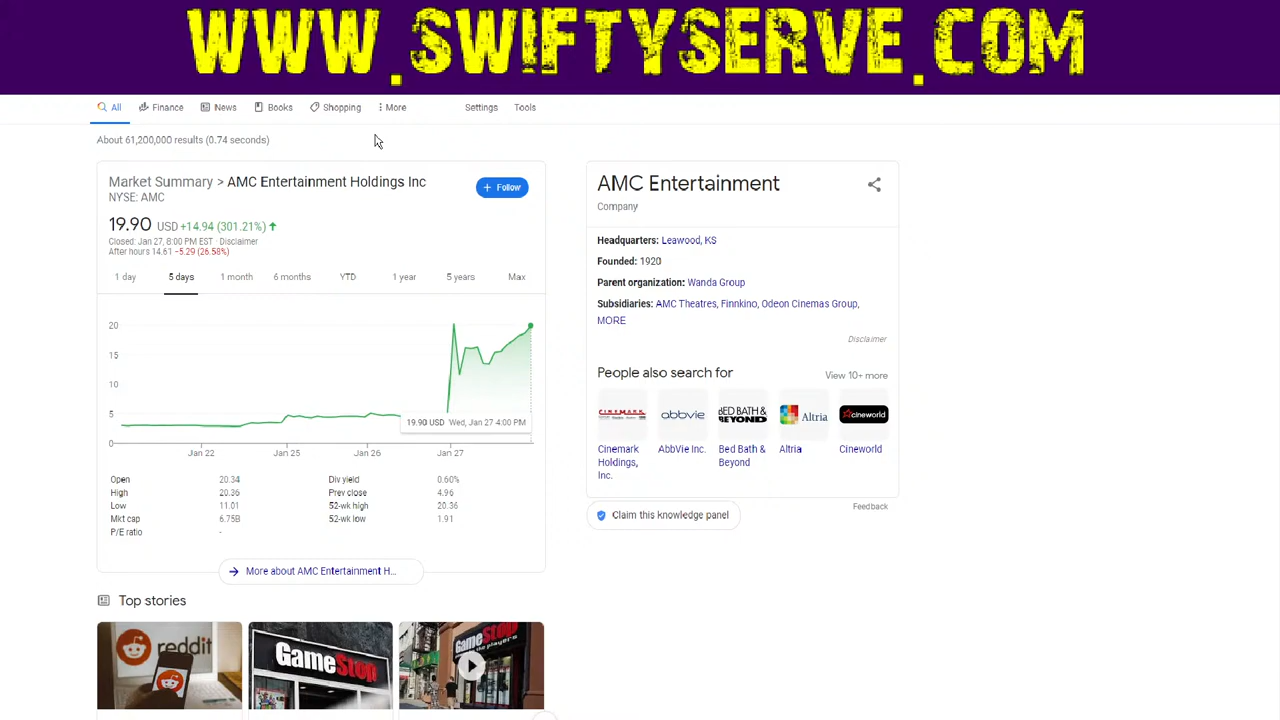 WWW.SWIFTYSERVE.COM
All
Finance
News
Books
Shopping
More
Settings
Tools
About 61,200,000 results (0.74 seconds)
Market Summary > AMC Entertainment Holdings Inc
NYSE: AMC
+ Follow
19.90 USD +14.94 (301.21%) ↑
Closed: Jan 27, 8:00 PM EST · Disclaimer
After hours 14.61 −5.29 (26.58%)
1 day
5 days
1 month
6 months
YTD
1 year
5 years
Max
20
15
10
5
0
19.90 USD Wed, Jan 27 4:00 PM
Jan 22
Jan 25
Jan 26
Jan 27
Open 20.34 Div yield 0.60%
High 20.36 Prev close 4.96
Low 11.01 52-wk high 20.36
Mkt cap 6.75B 52-wk low 1.91
P/E ratio -
More about AMC Entertainment H...
Top stories
reddit
GameStop
GameStop
the players
AMC Entertainment
Company
Headquarters: Leawood, KS
Founded: 1920
Parent organization: Wanda Group
Subsidiaries: AMC Theatres, Finnkino, Odeon Cinemas Group,
MORE
Disclaimer
People also search for
View 10+ more
CINEMARK
abbvie
BED BATH &
BEYOND
Altria
cineworld
Cinemark
Holdings,
Inc.
AbbVie Inc.
Bed Bath &
Beyond
Altria
Cineworld
Feedback
Claim this knowledge panel